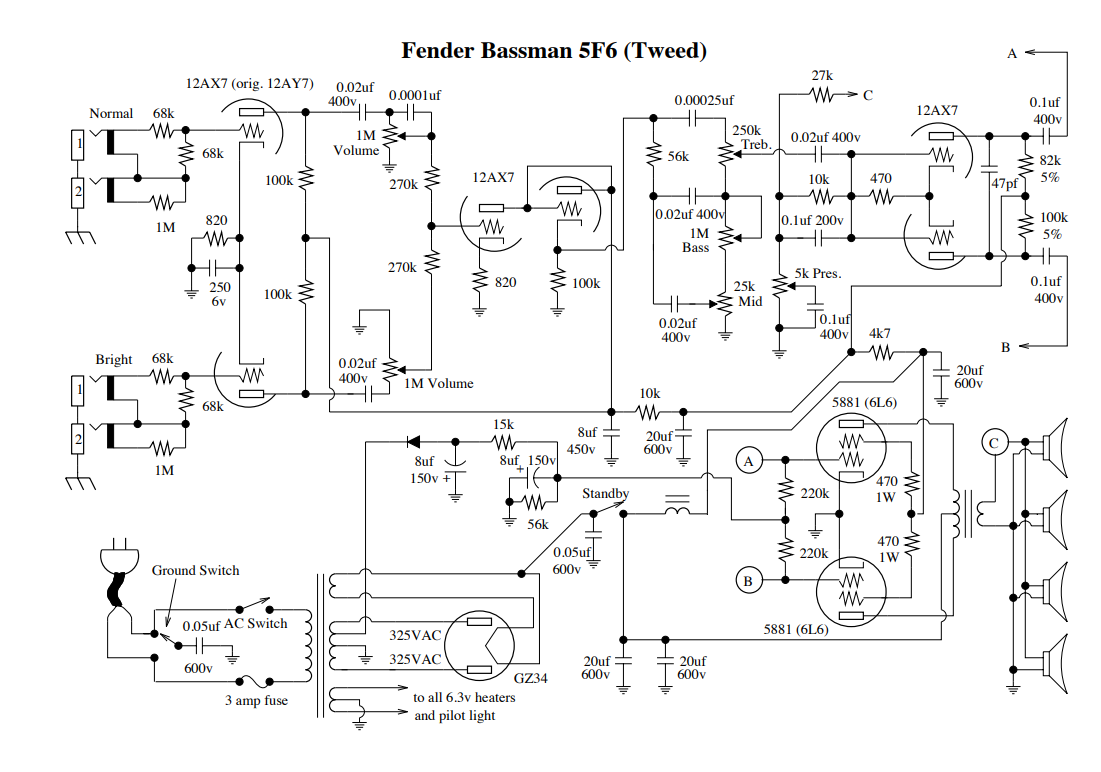 Fender Bassman 5F6 (Tweed)
A
12AX7 (orig. 12AY7)
0.02uf
400v
0.0001uf
0.00025uf
27k
C
12AX7
0.1uf
400v
Normal
68k
1
68k
1M
Volume
250k
Treb.
0.02uf 400v
56k
82k
5%
100k
270k
12AX7
10k
470
47pf
2
1M
0.02uf 400v
0.1uf 200v
100k
5%
820
1M
Bass
250
6v
270k
820
100k
5k Pres.
0.1uf
400v
100k
25k
Mid
0.02uf
400v
0.1uf
400v
4k7
B
Bright
68k
0.02uf
400v
1M Volume
20uf
600v
1
68k
10k
5881 (6L6)
2
1M
15k
8uf
450v
20uf
600v
C
8uf
150v +
8uf
+
150v
A
470
1W
56k
Standby
220k
0.05uf
600v
220k
470
1W
B
Ground Switch
0.05uf
AC Switch
600v
325VAC
325VAC
GZ34
5881 (6L6)
20uf
600v
20uf
600v
3 amp fuse
to all 6.3v heaters
and pilot light